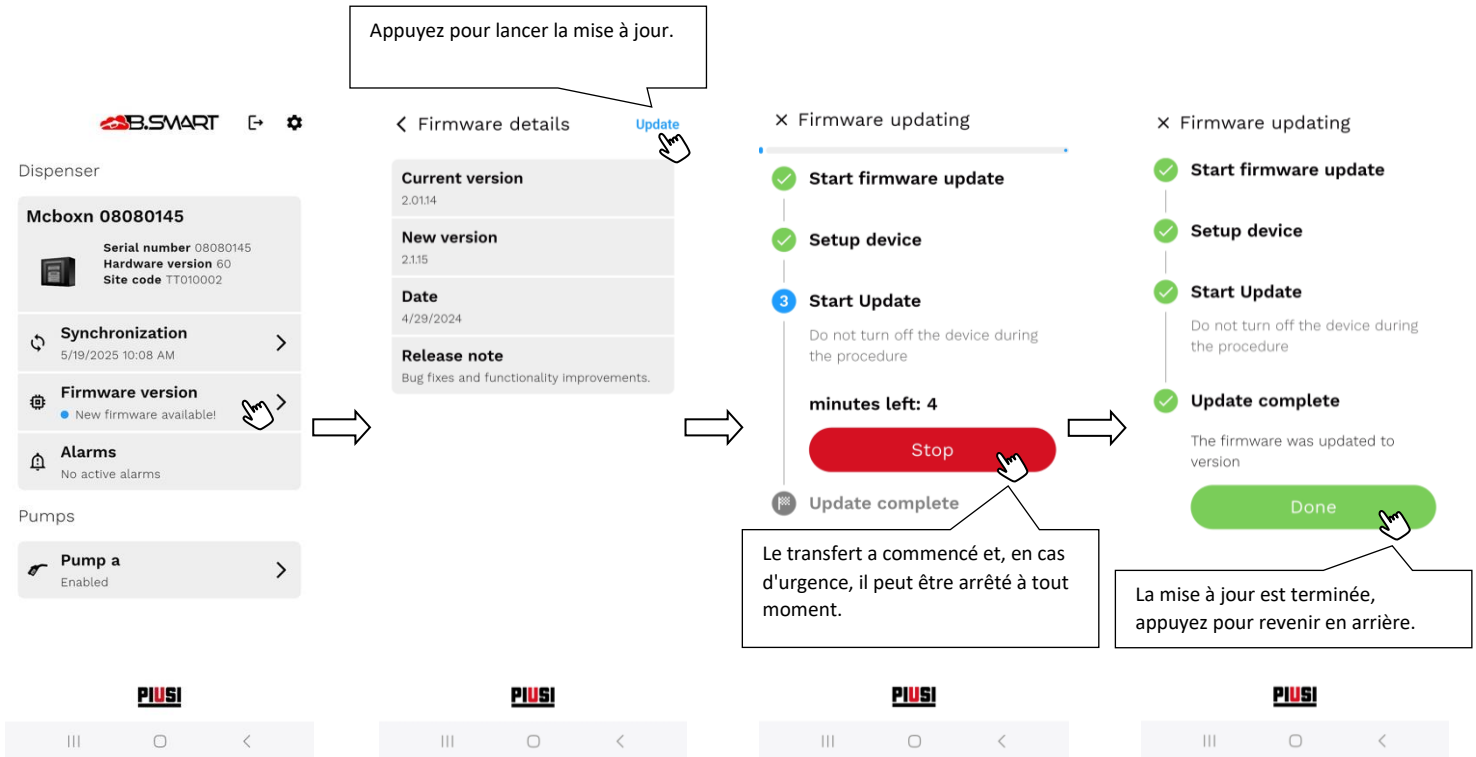 Appuyez pour lancer la mise à jour.
B.SMART
Dispenser
Mcboxn 08080145
Serial number 08080145
Hardware version 60
Site code TT010002
Synchronization
5/19/2025 10:08 AM
Firmware version
New firmware available!
Alarms
No active alarms
Pumps
Pump a
Enabled
PIUSI
Firmware details
Update
Current version
2.01.14
New version
2.1.15
Date
4/29/2024
Release note
Bug fixes and functionality improvements.
PIUSI
Firmware updating
Start firmware update
Setup device
3 Start Update
Do not turn off the device during
the procedure
minutes left: 4
Stop
Update complete
Le transfert a commencé et, en cas
d'urgence, il peut être arrêté à tout
moment.
PIUSI
Firmware updating
Start firmware update
Setup device
Start Update
Do not turn off the device during
the procedure
Update complete
The firmware was updated to
version
Done
La mise à jour est terminée,
appuyez pour revenir en arrière.
PIUSI